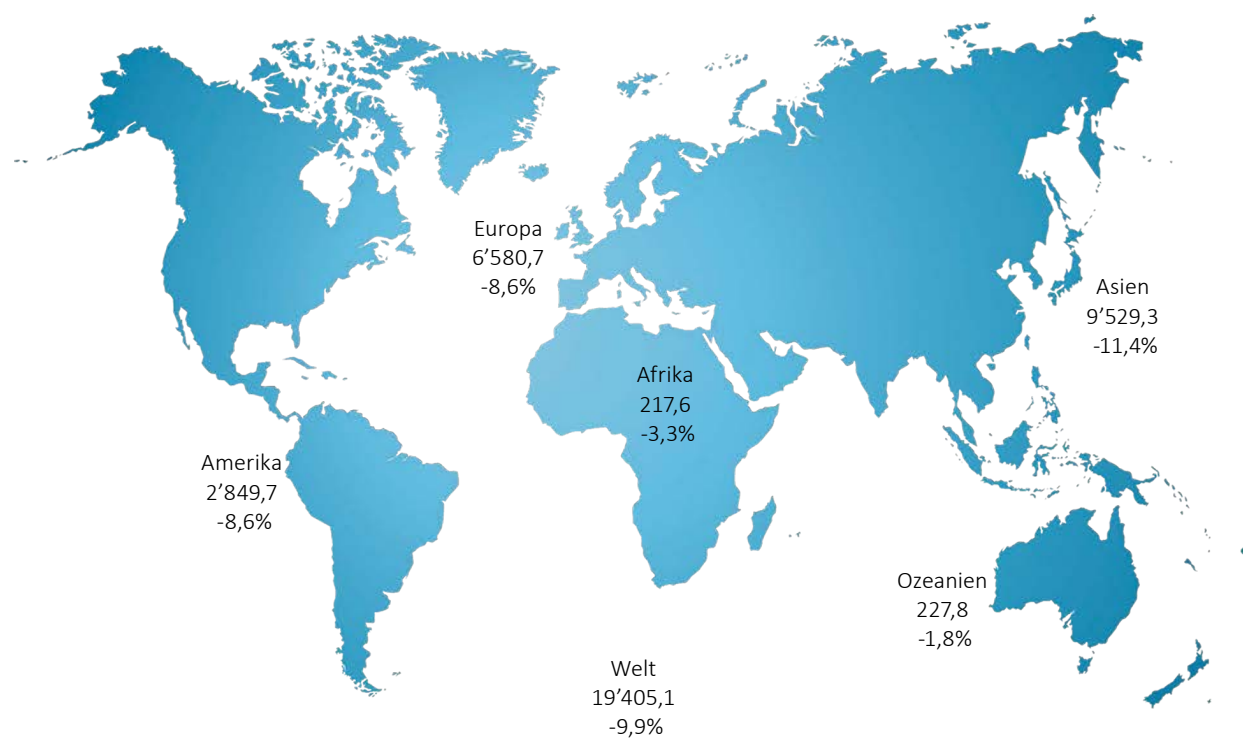 Europa
6’580,7
-8,6%
Asien
9’529,3
-11,4%
Afrika
217,6
-3,3%
Amerika
2’849,7
-8,6%
Ozeanien
227,8
-1,8%
Welt
19’405,1
-9,9%